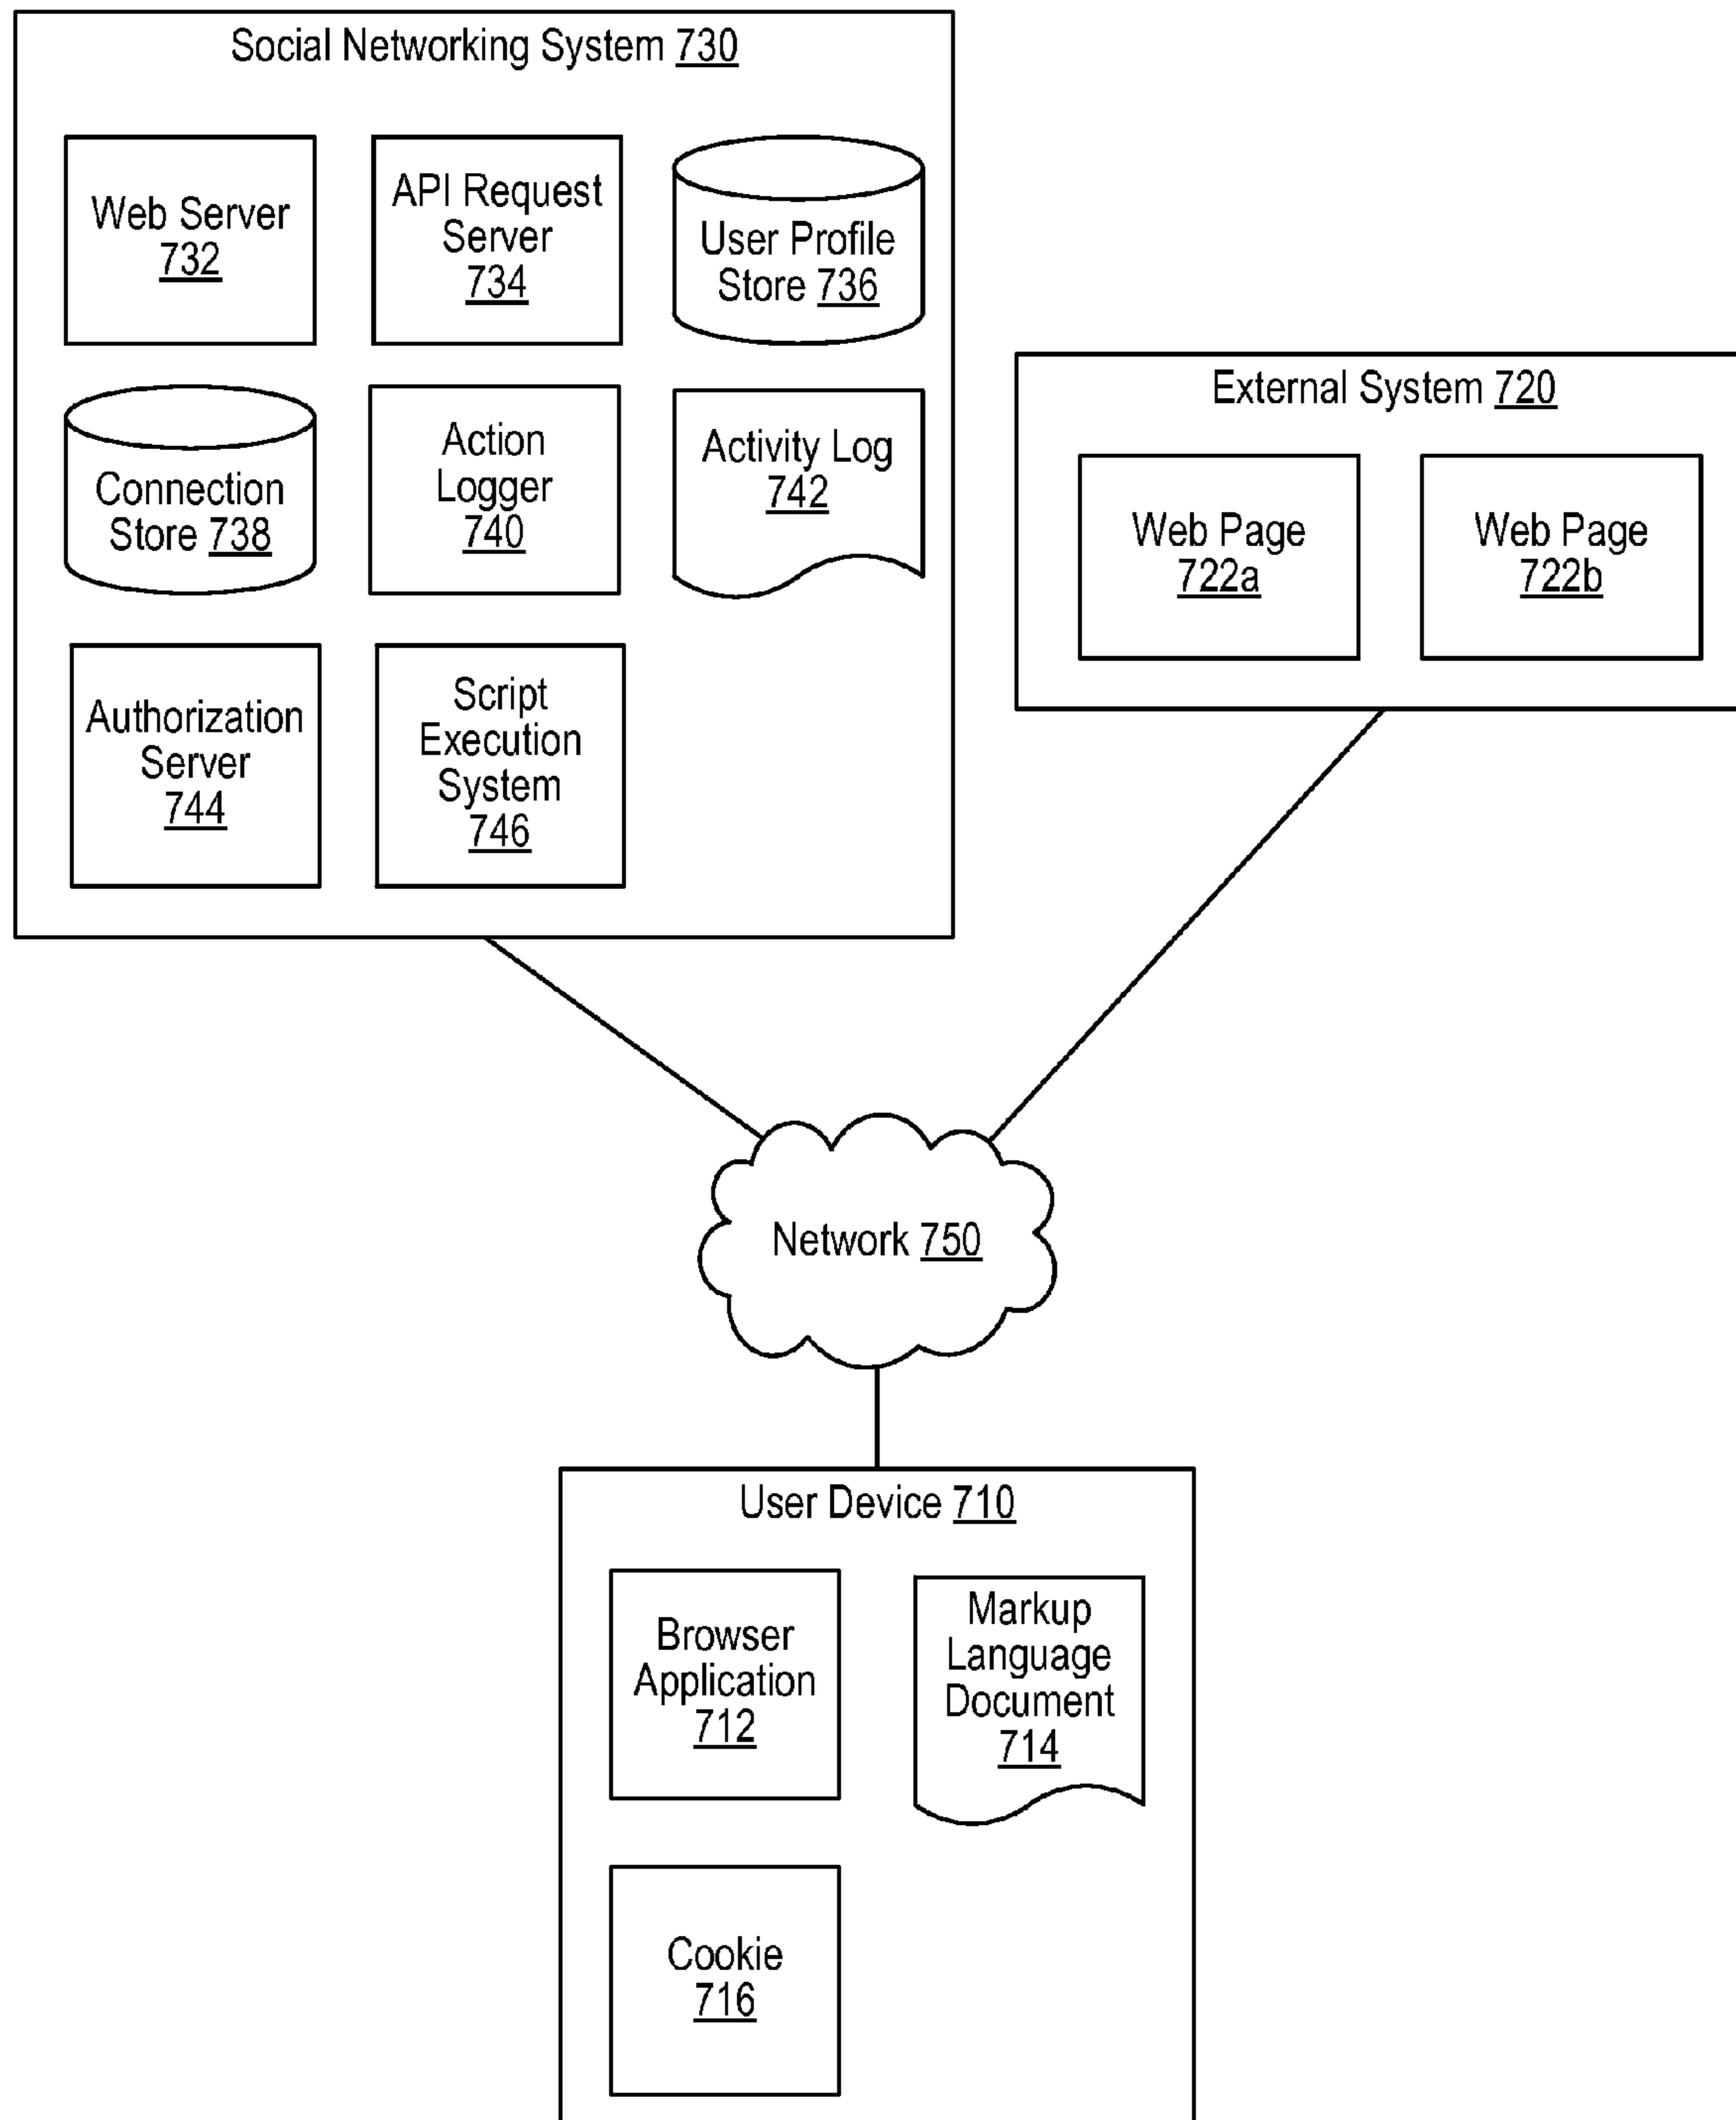 Social Networking System 730
Web Server
732
API Request
Server
734
User Profile
Store 736
Connection
Store 738
Action
Logger
740
Activity Log
742
Authorization
Server
744
Script
Execution
System
746
External System 720
Web Page
722a
Web Page
722b
Network 750
User Device 710
Browser
Application
712
Markup
Language
Document
714
Cookie
716